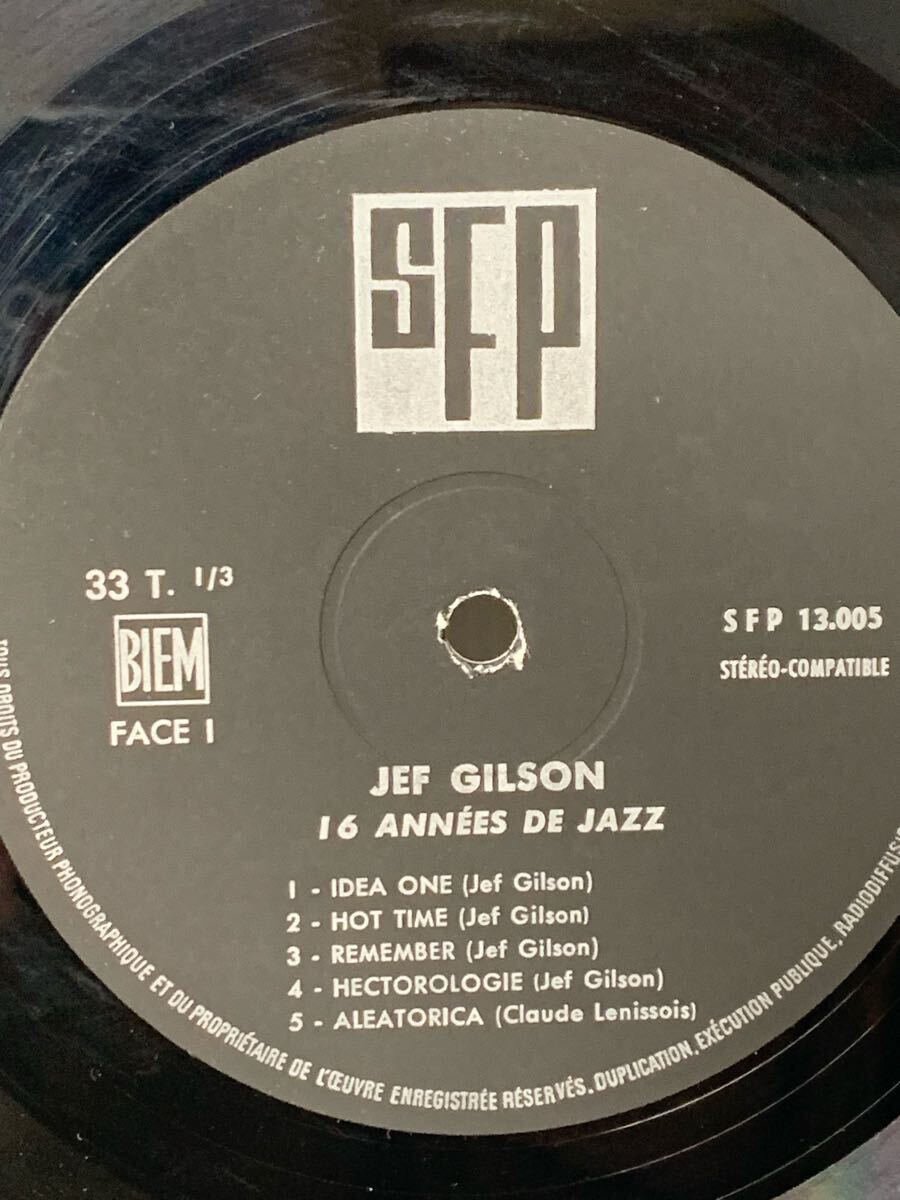 SFP
33 T. 1/3
BIEM
FACE 1
SFP 13.005
STÉRÉO-COMPATIBLE
JEF GILSON
16 ANNÉES DE JAZZ
1 - IDEA ONE (Jef Gilson)
2 - HOT TIME (Jef Gilson)
3 - REMEMBER (Jef Gilson)
4 - HECTOROLOGIE (Jef Gilson)
5 - ALEATORICA (Claude Lenissois)
TOUS DROITS DU PRODUCTEUR PHONOGRAPHIQUE ET DU PROPRIÉTAIRE DE L'ŒUVRE ENREGISTRÉE RÉSERVÉS. DUPLICATION, EXÉCUTION PUBLIQUE, RADIODIFFUSIO